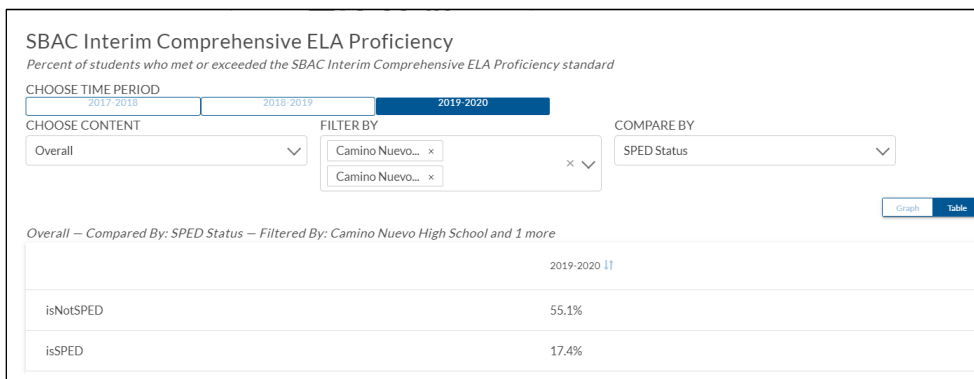 SBAC Interim Comprehensive ELA Proficiency
Percent of students who met or exceeded the SBAC Interim Comprehensive ELA Proficiency standard
CHOOSE TIME PERIOD
2017-2018 2018-2019 2019-2020
CHOOSE CONTENT FILTER BY COMPARE BY
Overall Camino Nuevo... × × SPED Status
Camino Nuevo... ×
Graph Table
Overall — Compared By: SPED Status — Filtered By: Camino Nuevo High School and 1 more
2019-2020
isNotSPED 55.1%
isSPED 17.4%